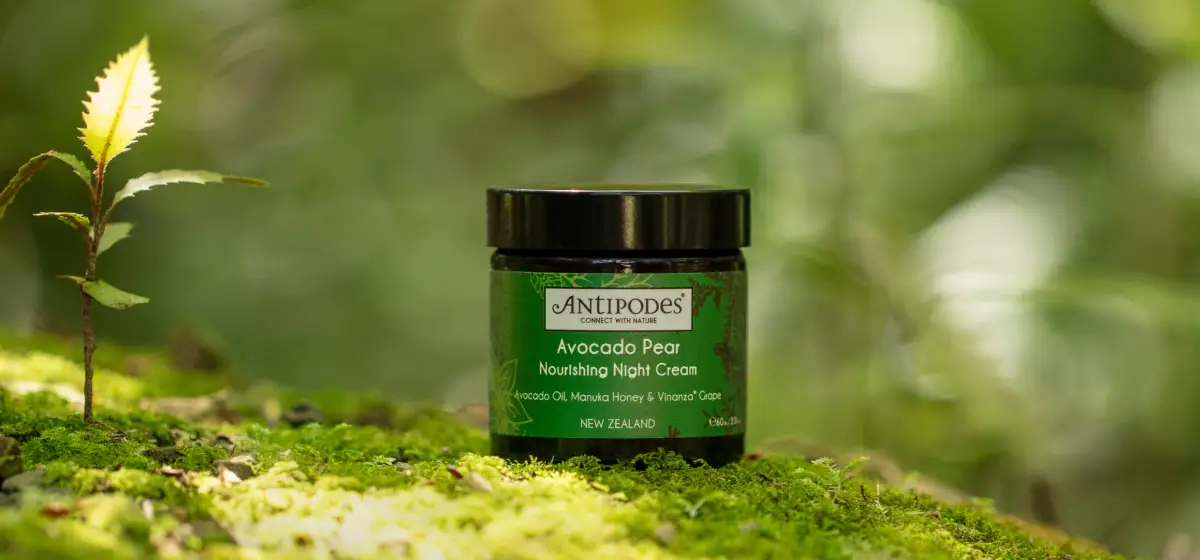 ANTIPODES®
CONNECT WITH NATURE
Avocado Pear
Nourishing Night Cream
Avocado Oil, Manuka Honey & Vinanza® Grape
NEW ZEALAND